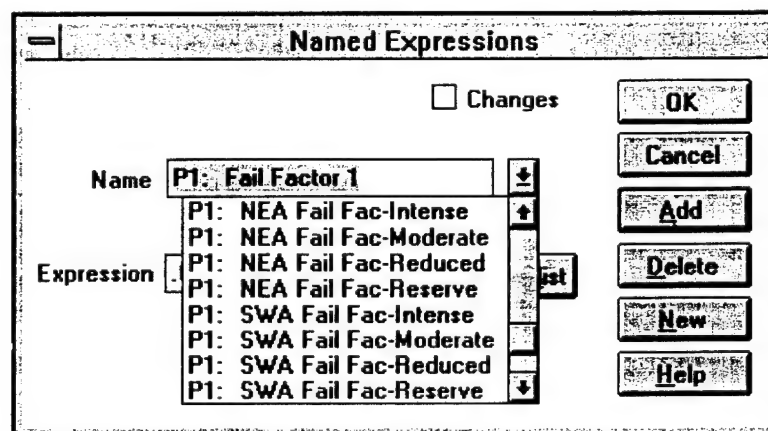 Named Expressions
Changes
OK
Cancel
Name P1: Fail Factor 1
Add
P1: NEA Fail Fac-Intense
P1: NEA Fail Fac-Moderate
P1: NEA Fail Fac-Reduced
P1: NEA Fail Fac-Reserve
P1: SWA Fail Fac-Intense
P1: SWA Fail Fac-Moderate
P1: SWA Fail Fac-Reduced
P1: SWA Fail Fac-Reserve
Expression
Delete
New
Help